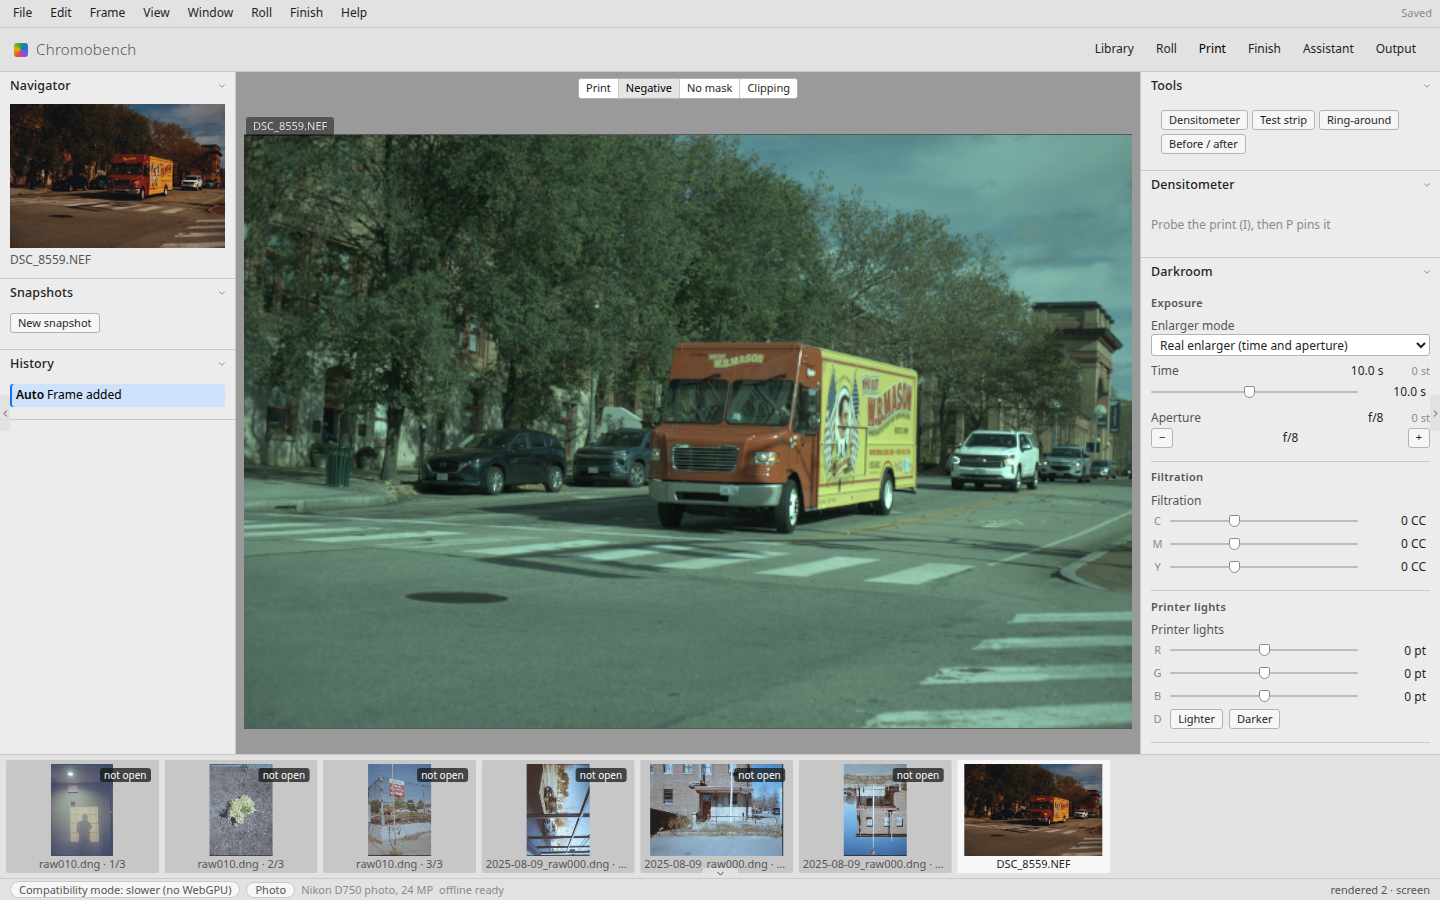 File Edit Frame View Window Roll Finish Help
Saved
Chromobench
Library Roll Print Finish Assistant Output
Navigator
DSC_8559.NEF
Snapshots
New snapshot
History
Auto Frame added
Print Negative No mask Clipping
DSC_8559.NEF
W.B. MASON
WHO BUT
W.B. MASON
Tools
Densitometer Test strip Ring-around
Before / after
Densitometer
Probe the print (I), then P pins it
Darkroom
Exposure
Enlarger mode
Real enlarger (time and aperture)
Time 10.0 s 0 st
10.0 s
Aperture f/8 0 st
− f/8 +
Filtration
Filtration
C 0 CC
M 0 CC
Y 0 CC
Printer lights
Printer lights
R 0 pt
G 0 pt
B 0 pt
D Lighter Darker
not open not open not open not open not open not open
raw010.dng · 1/3 raw010.dng · 2/3 raw010.dng · 3/3 2025-08-09_raw000.dng · ... 2025-08-09_raw000.dng · ... 2025-08-09_raw000.dng · ... DSC_8559.NEF
Compatibility mode: slower (no WebGPU) Photo Nikon D750 photo, 24 MP offline ready
rendered 2 · screen